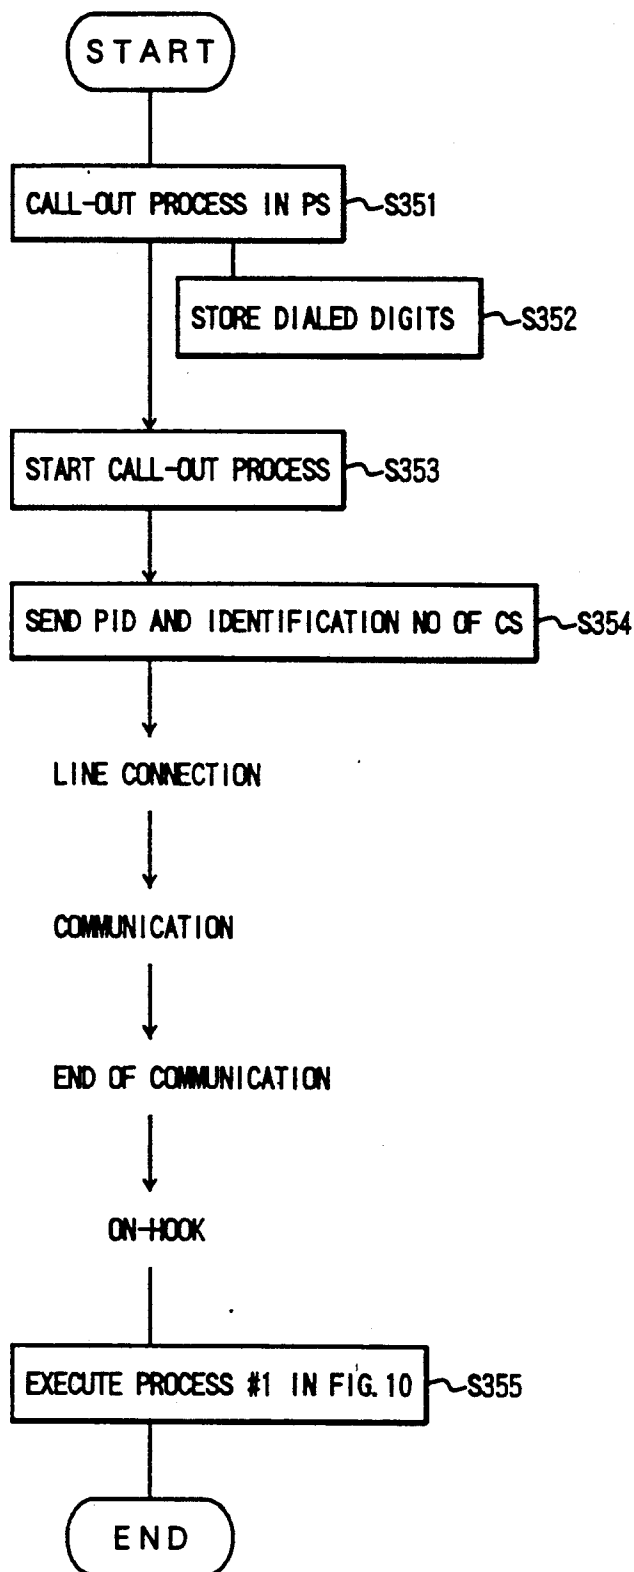 START
CALL-OUT PROCESS IN PS S351
STORE DIALED DIGITS S352
START CALL-OUT PROCESS S353
SEND PID AND IDENTIFICATION NO OF CS S354
LINE CONNECTION
COMMUNICATION
END OF COMMUNICATION
ON-HOOK
EXECUTE PROCESS #1 IN FIG. 10 S355
END